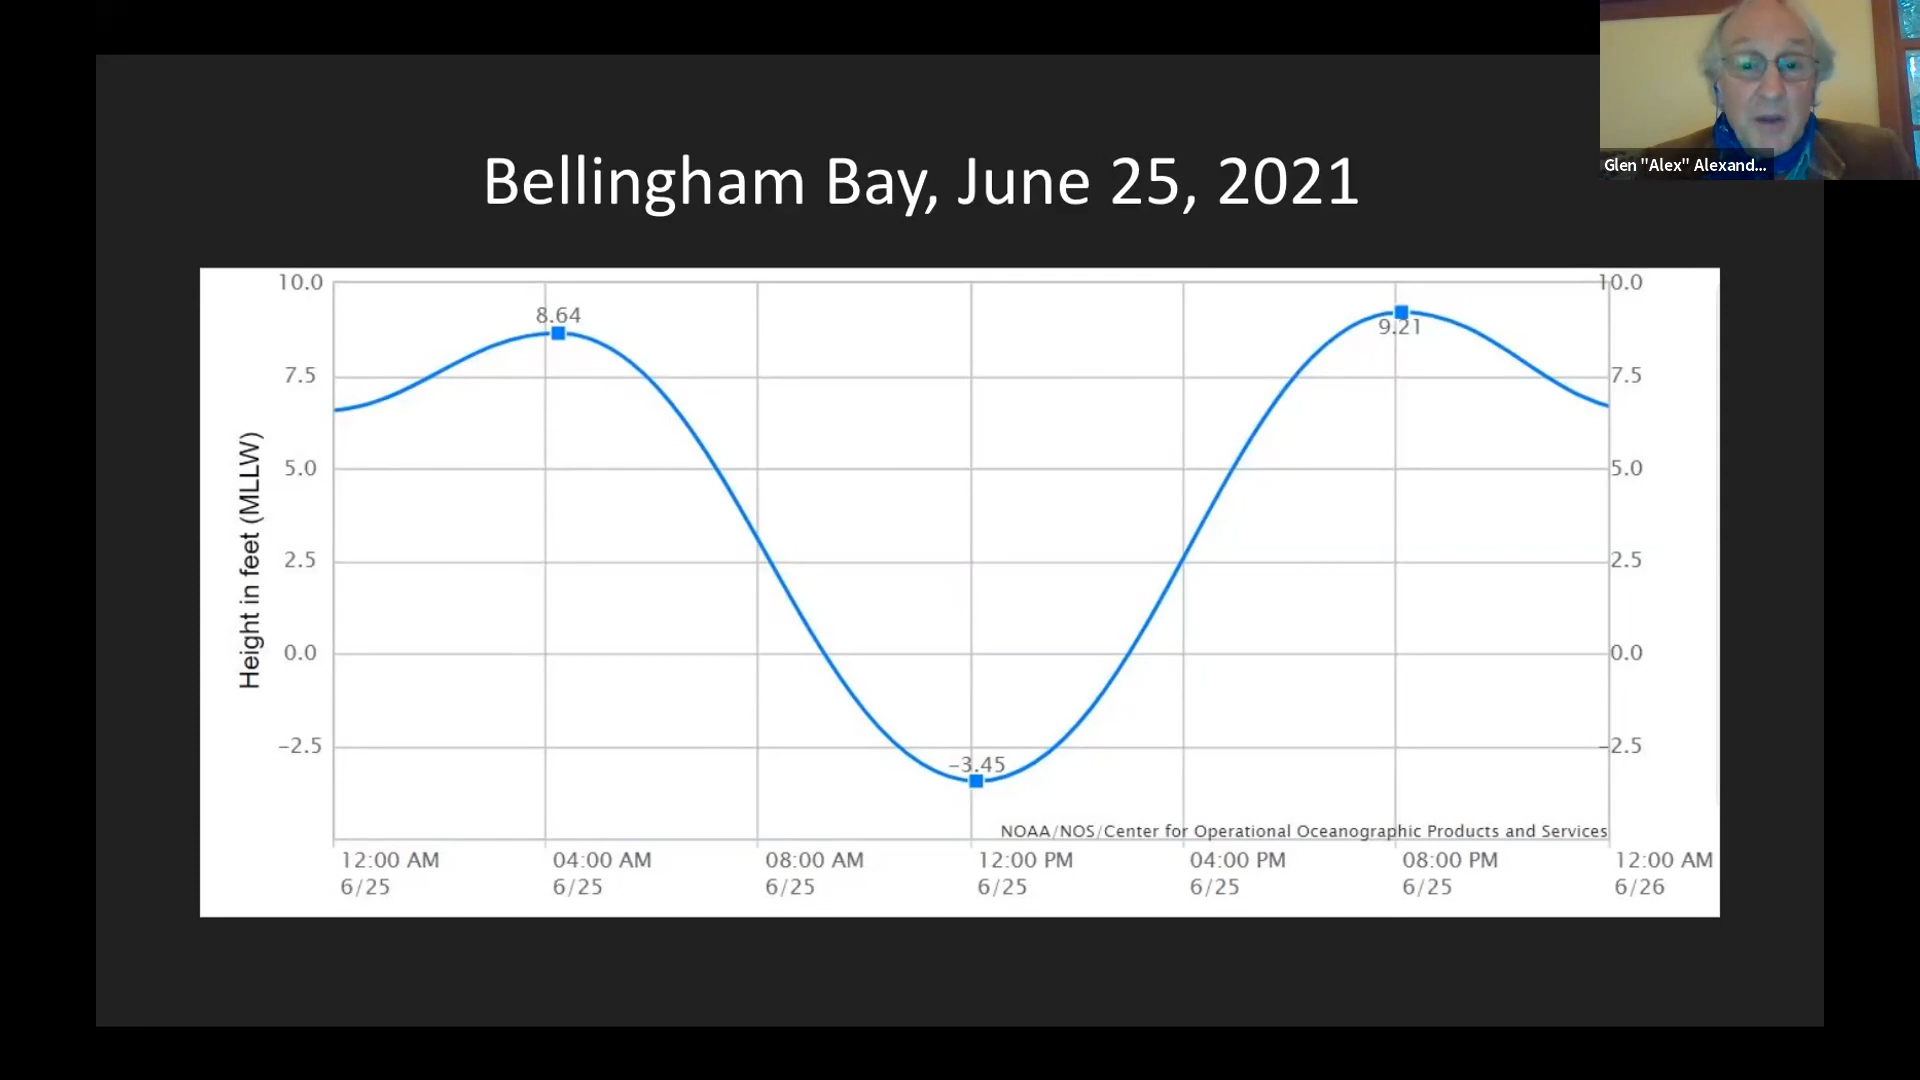 Glen "Alex" Alexand...
Bellingham Bay, June 25, 2021
Height in feet (MLLW)
10.0
7.5
5.0
2.5
0.0
−2.5
8.64
−3.45
9.21
10.0
7.5
5.0
2.5
0.0
−2.5
NOAA/NOS/Center for Operational Oceanographic Products and Services
12:00 AM 04:00 AM 08:00 AM 12:00 PM 04:00 PM 08:00 PM 12:00 AM
6/25 6/25 6/25 6/25 6/25 6/25 6/26